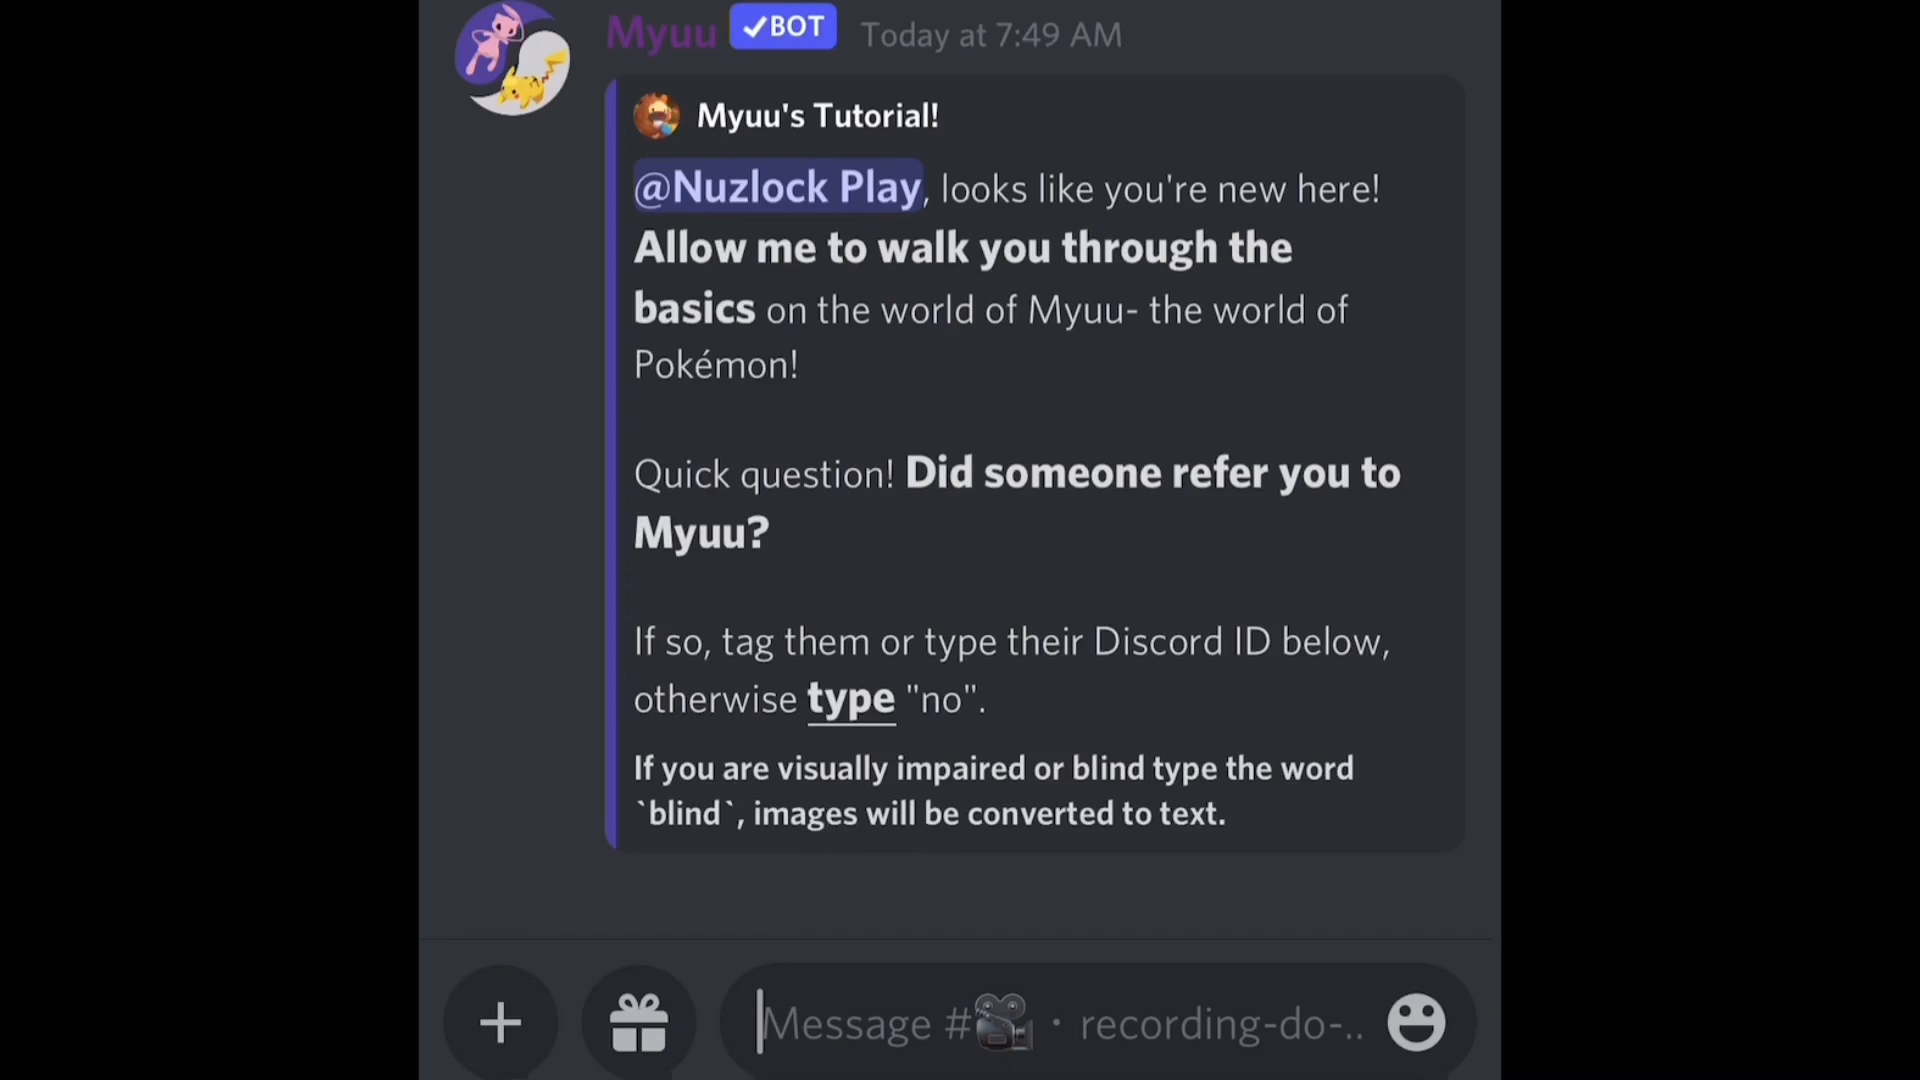 Myuu ✓BOT Today at 7:49 AM
Myuu's Tutorial!
@Nuzlock Play, looks like you're new here!
Allow me to walk you through the
basics on the world of Myuu- the world of
Pokémon!
Quick question! Did someone refer you to
Myuu?
If so, tag them or type their Discord ID below,
otherwise type "no".
If you are visually impaired or blind type the word
`blind`, images will be converted to text.
Message #🎥 · recording-do-..